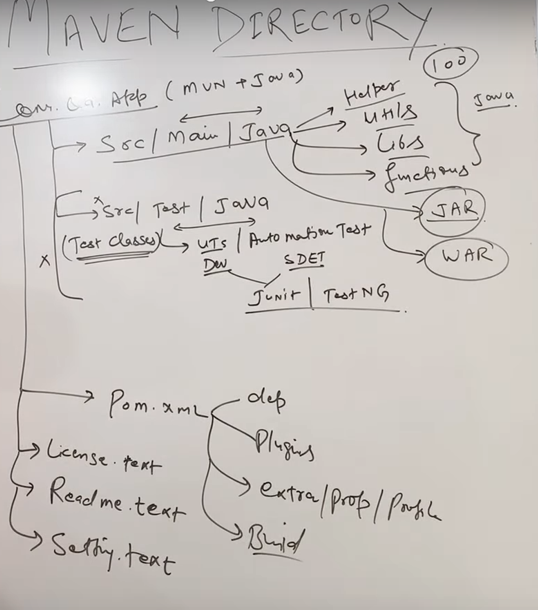 MAVEN DIRECTORY
com.qa.App (MVN + Java)
100
Src/Main/Java
Helper
Utils
Libs
functions
Java
JAR
WAR
x
Src/Test/Java
(Test classes)
UTs/Automation Test
Dev
SDET
Junit | TestNG
x
Pom.xml
dep
Plugins
extra/Prop/Profile
Build
License.text
Readme.text
Setting.text